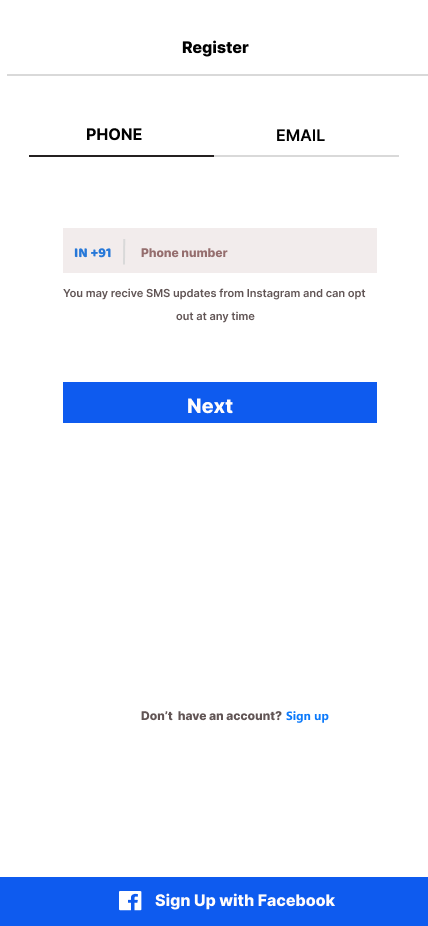 Register
PHONE EMAIL
IN +91 Phone number
You may recive SMS updates from Instagram and can opt
out at any time
Next
Don't have an account? Sign up
Sign Up with Facebook